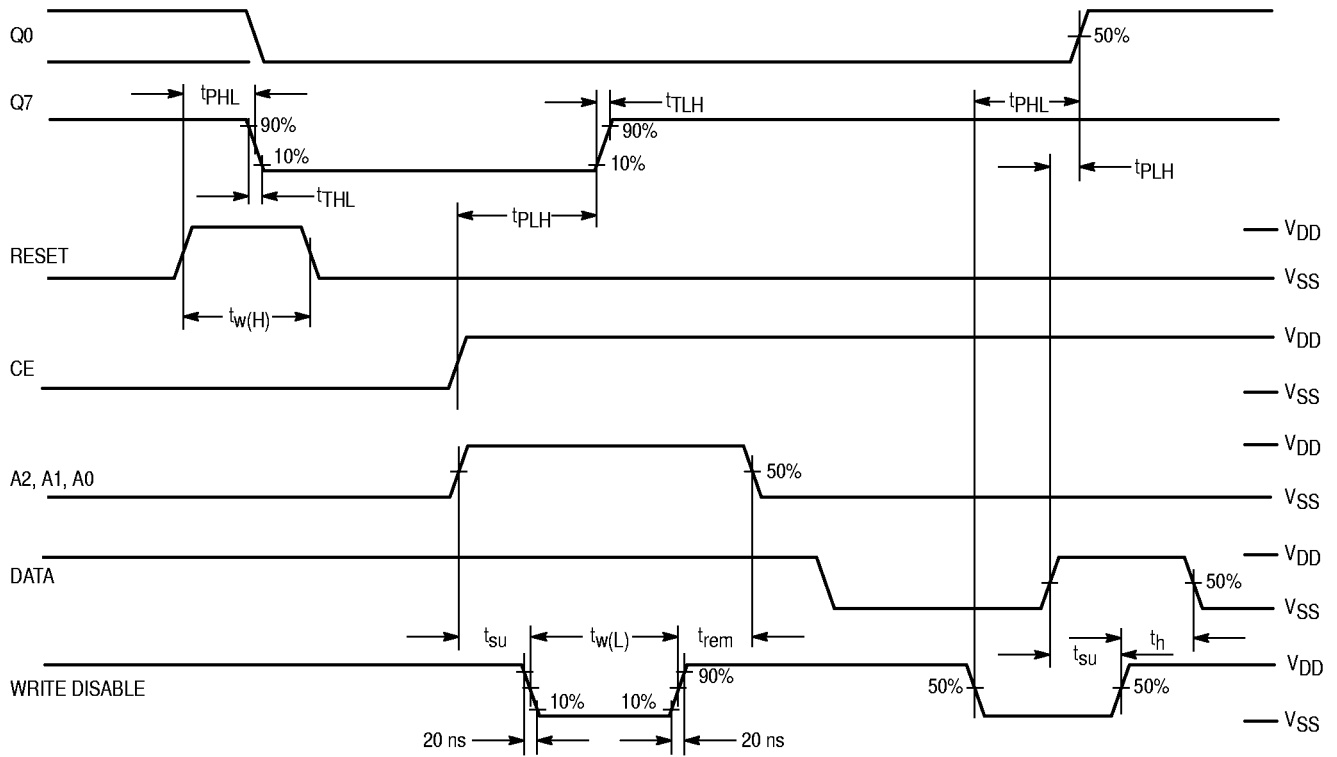 Q0
50%
Q7
tPHL
tTLH
tPHL
90%
90%
10%
10%
tPLH
tTHL
tPLH
VDD
RESET
VSS
tw(H)
VDD
CE
VSS
VDD
A2, A1, A0
50%
VSS
VDD
DATA
50%
VSS
tsu
tw(L)
trem
th
tsu
VDD
90%
WRITE DISABLE
50%
50%
10%
10%
VSS
20 ns
20 ns